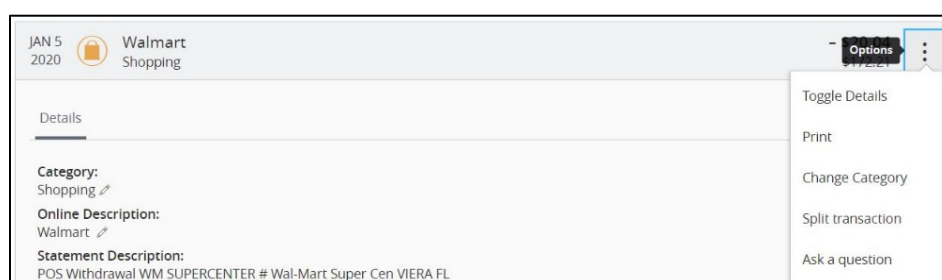 JAN 5
2020
Walmart
Shopping
Options
Toggle Details
Print
Change Category
Split transaction
Ask a question
Details
Category:
Shopping
Online Description:
Walmart
Statement Description:
POS Withdrawal WM SUPERCENTER # Wal-Mart Super Cen VIERA FL